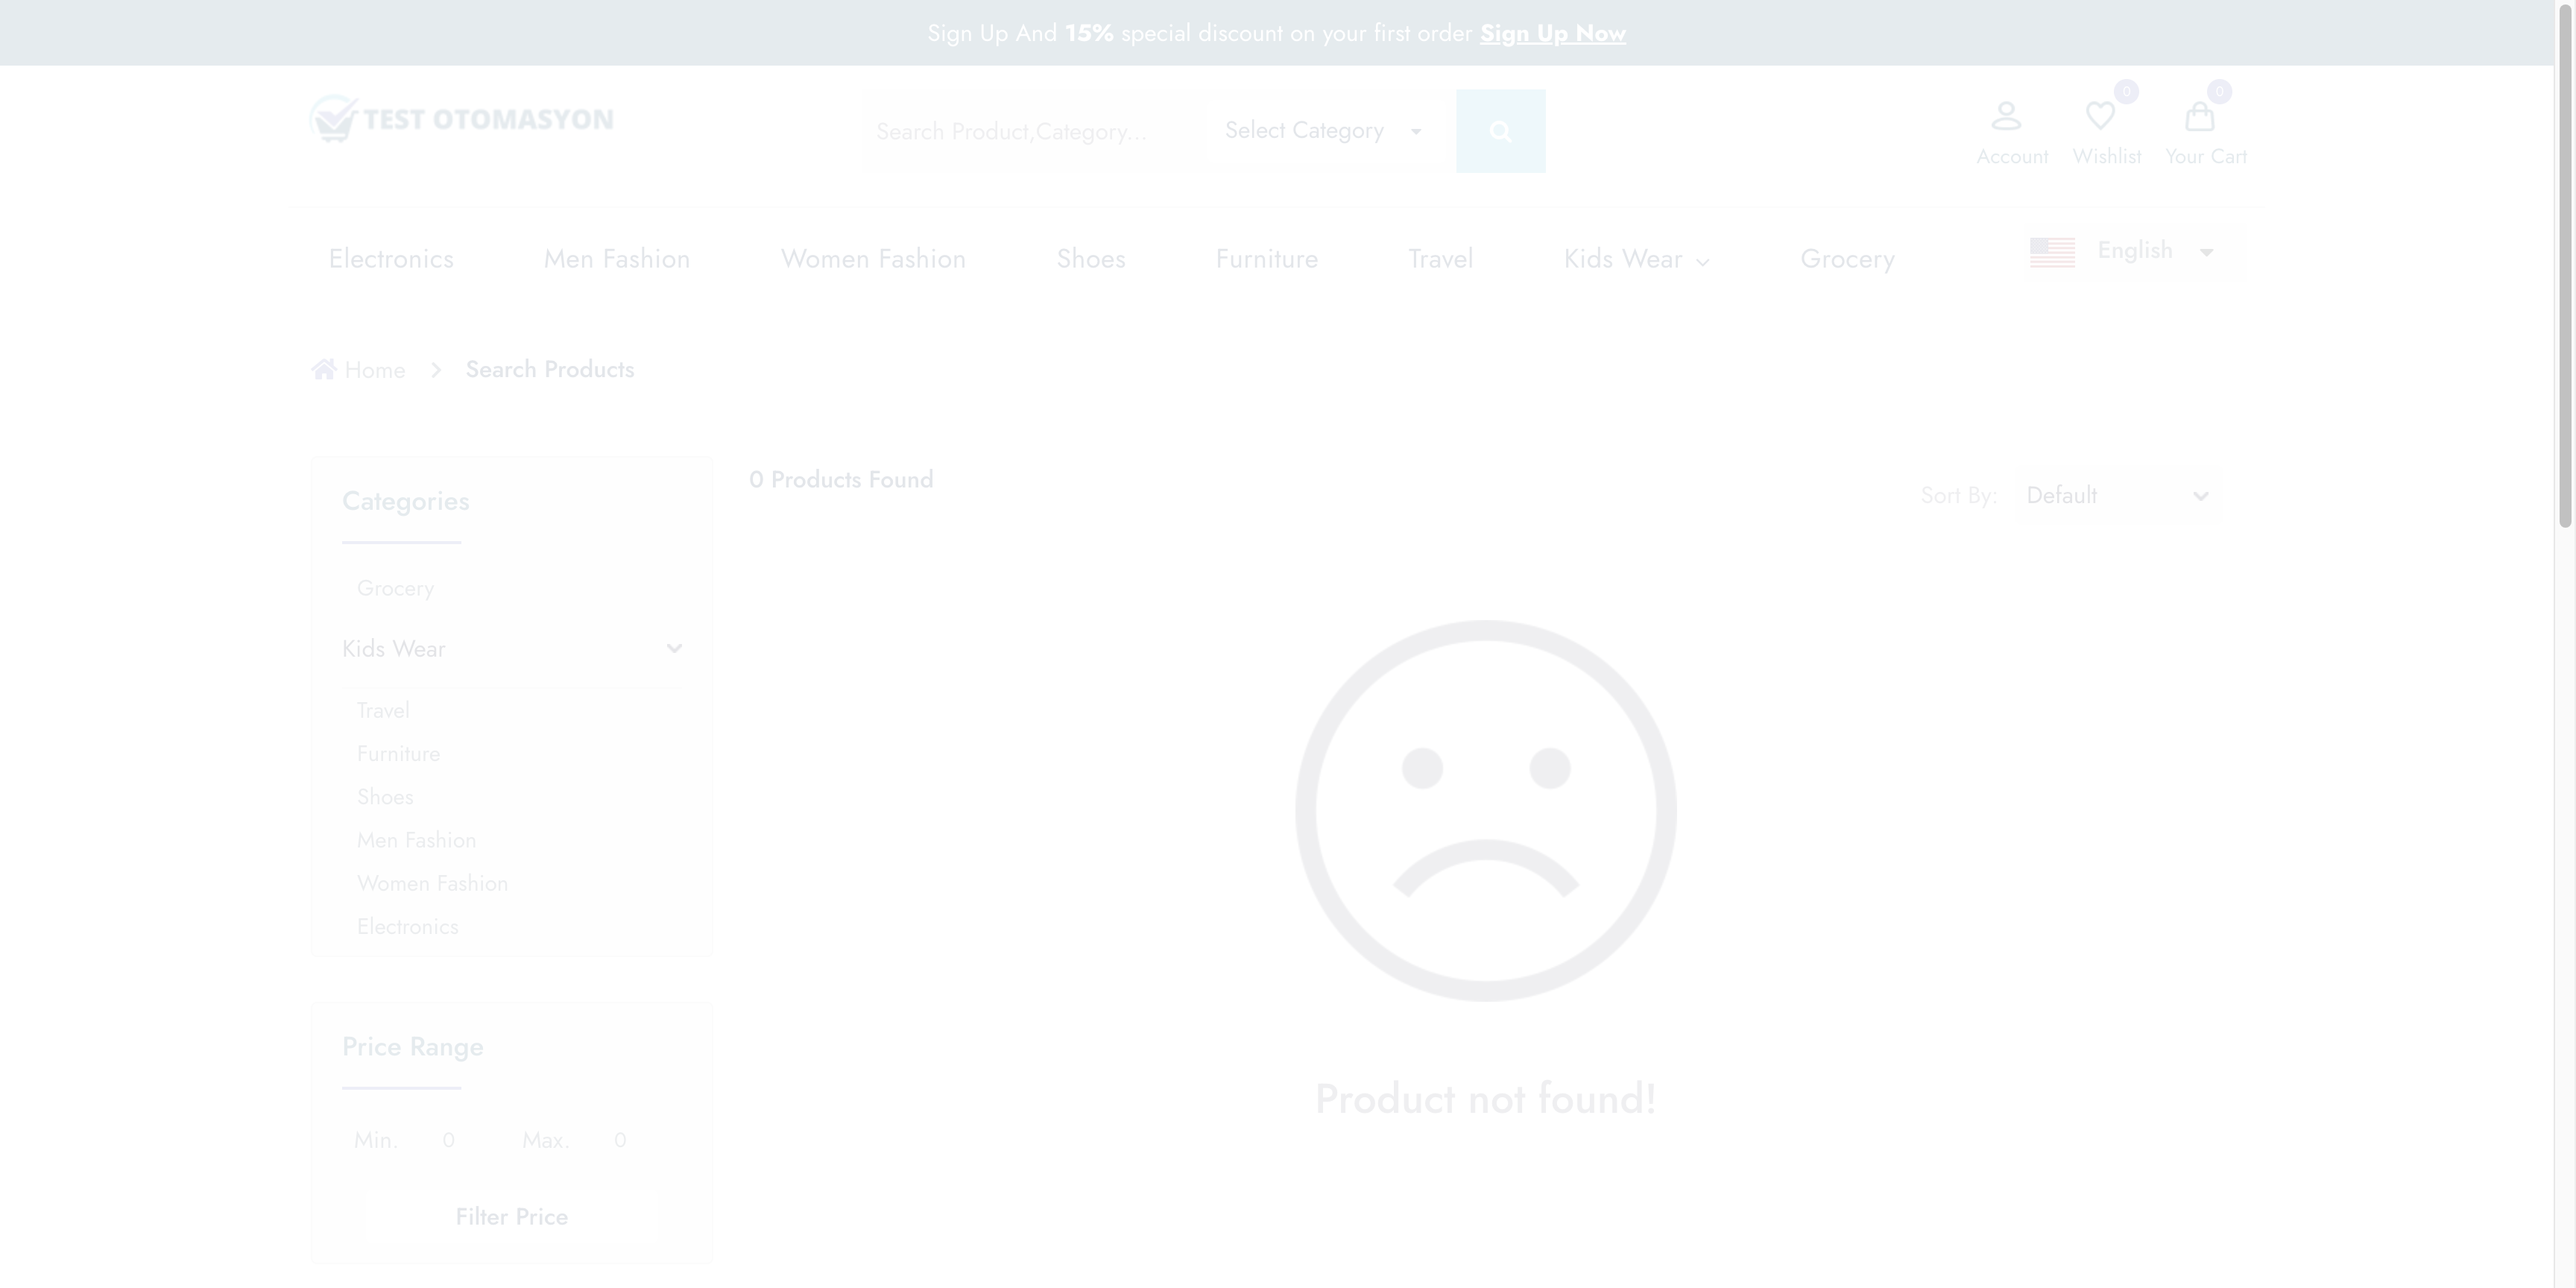 Sign Up And 15% special discount on your first order Sign Up Now
TEST OTOMASYON
Search Product,Category...
Select Category
0
0
Account
Wishlist
Your Cart
Electronics
Men Fashion
Women Fashion
Shoes
Furniture
Travel
Kids Wear
Grocery
English
Home
Search Products
Categories
Grocery
Kids Wear
Travel
Furniture
Shoes
Men Fashion
Women Fashion
Electronics
0 Products Found
Sort By:
Default
Product not found!
Price Range
Min. 0 Max. 0
Filter Price